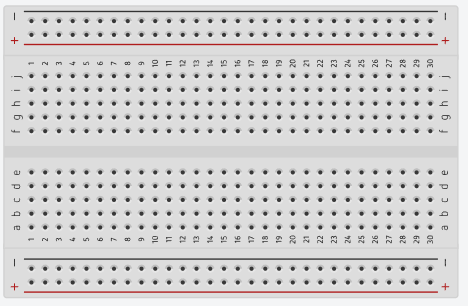 − −
+ +
1 2 3 4 5 6 7 8 9 10 11 12 13 14 15 16 17 18 19 20 21 22 23 24 25 26 27 28 29 30
j j
i i
h h
g g
f f
e e
d d
c c
b b
a a
1 2 3 4 5 6 7 8 9 10 11 12 13 14 15 16 17 18 19 20 21 22 23 24 25 26 27 28 29 30
− −
+ +